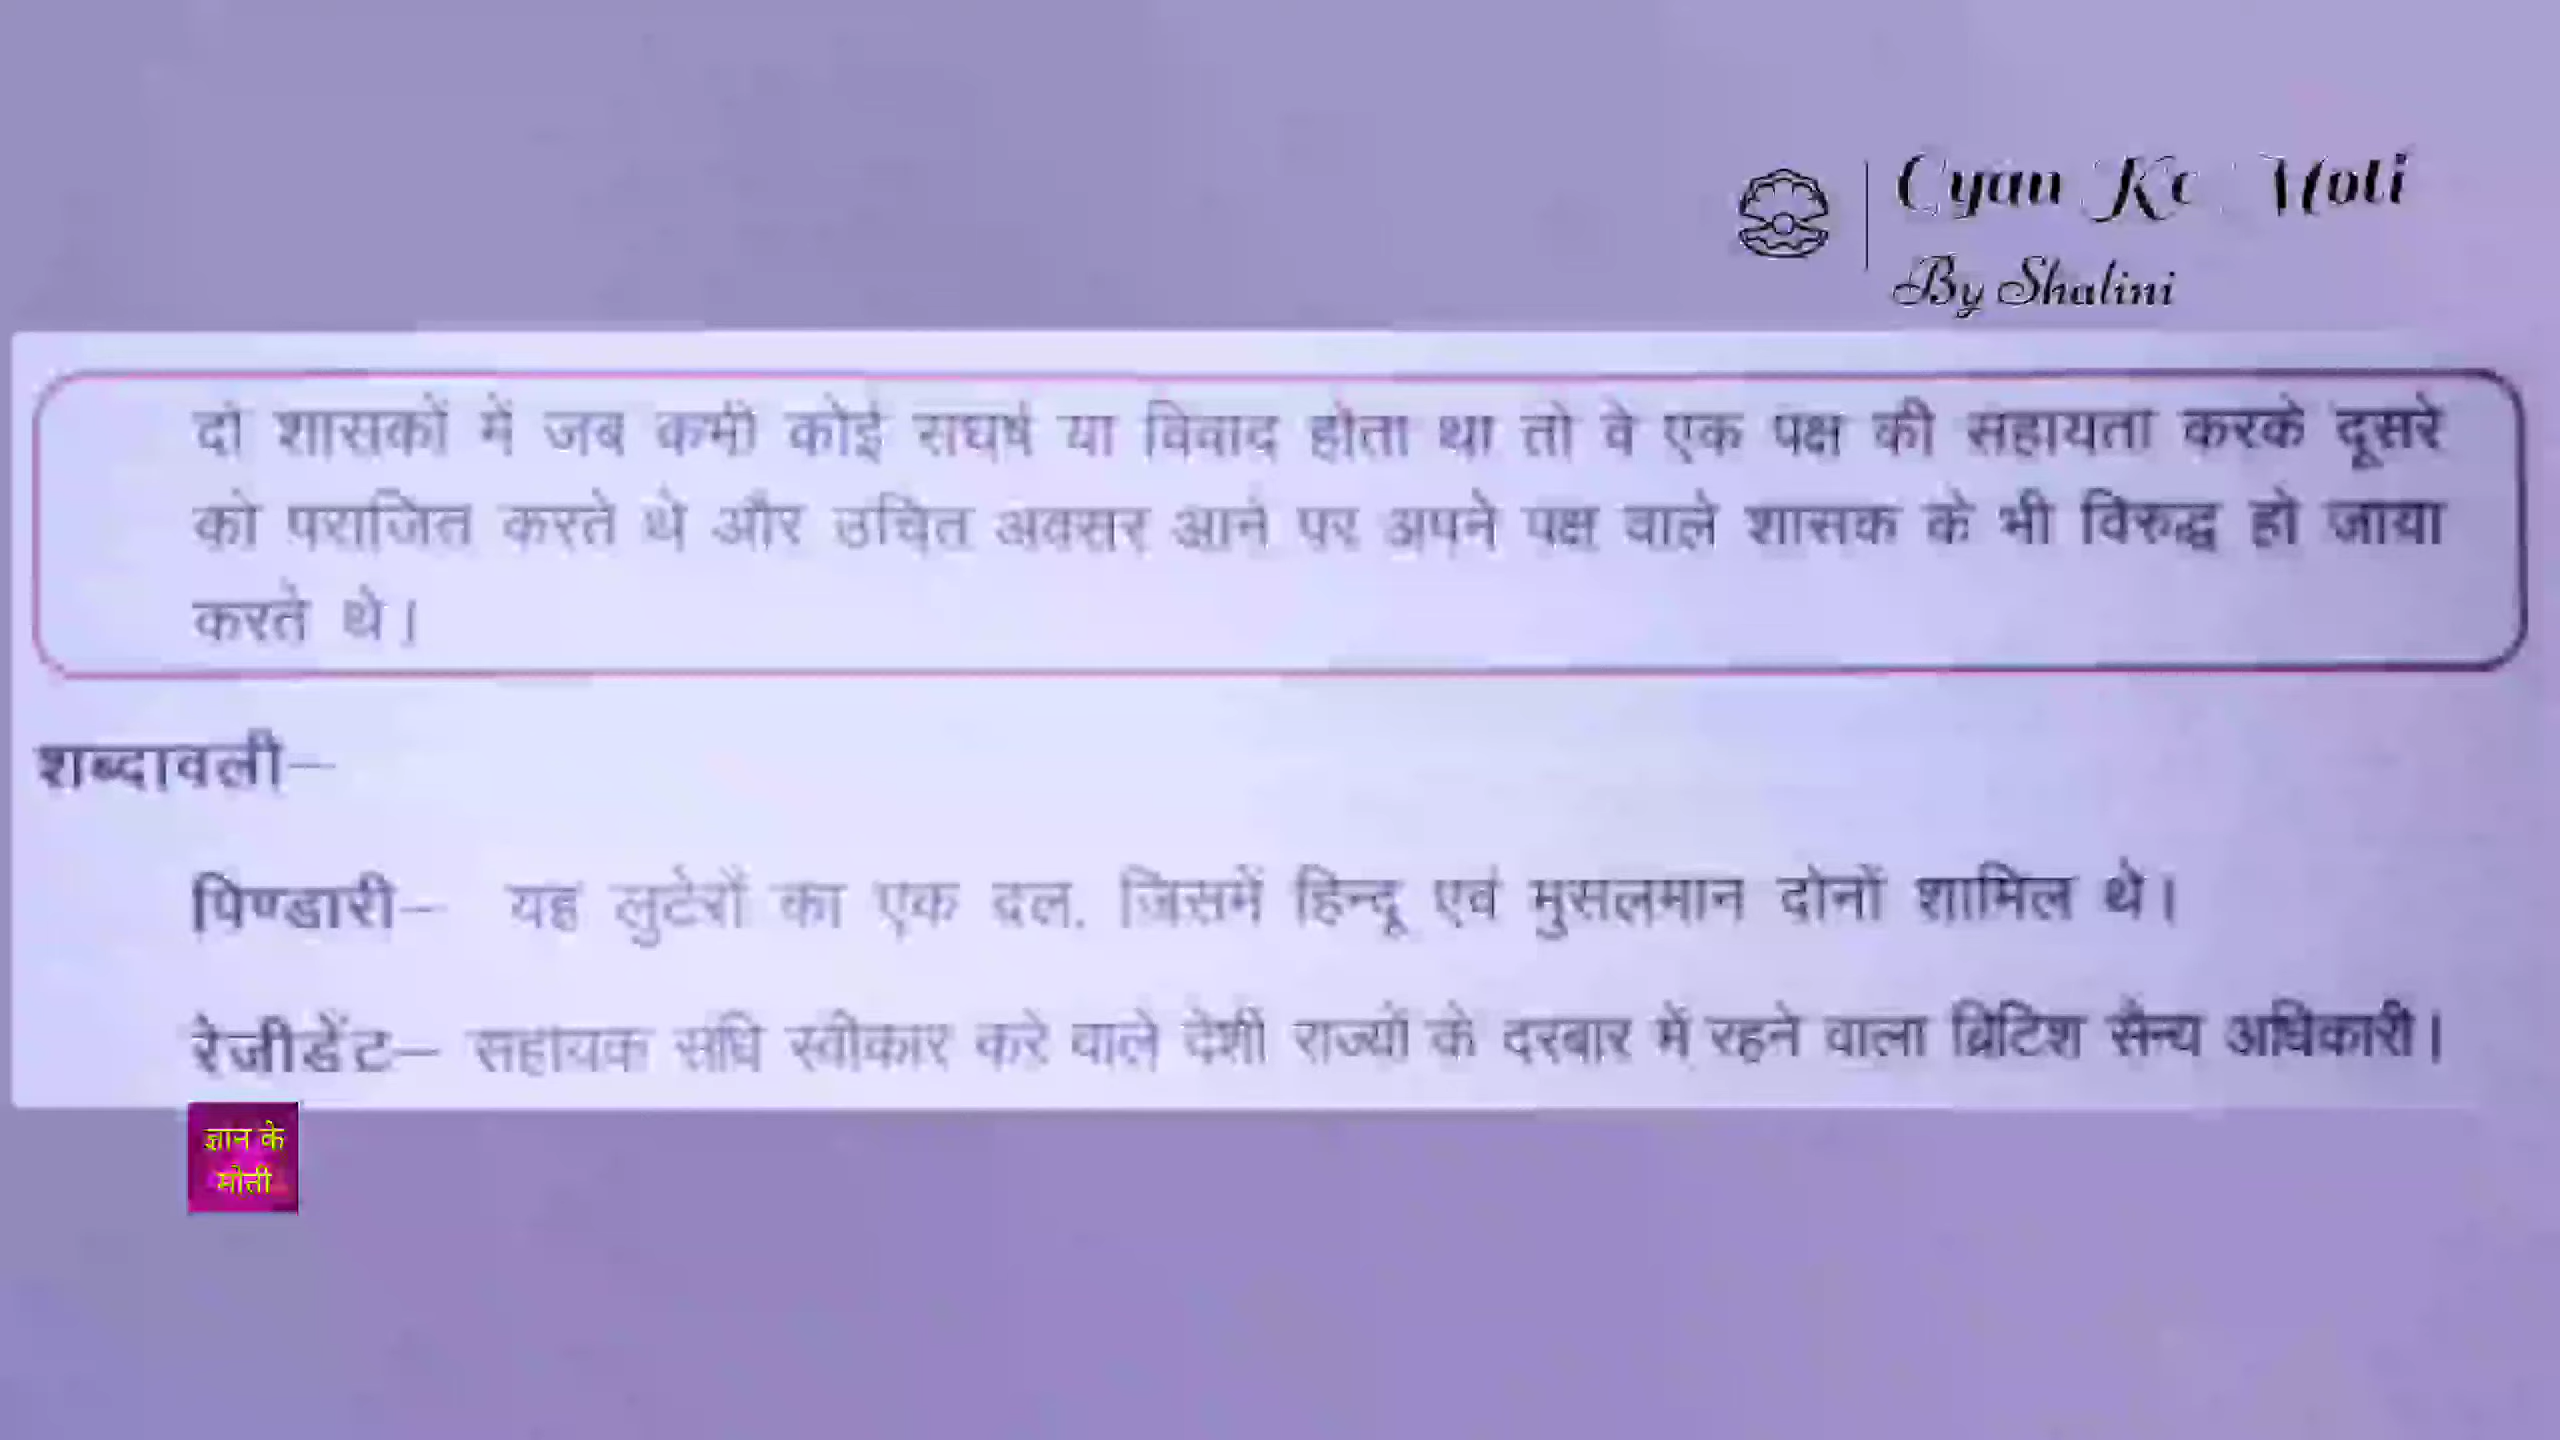 Gyan Ke Moti
By Shalini
दो शासकों में जब कभी कोई संघर्ष या विवाद होता था तो वे एक पक्ष की सहायता करके दूसरे
को पराजित करते थे और उचित अवसर आने पर अपने पक्ष वाले शासक के भी विरुद्ध हो जाया
करते थे।
शब्दावली–
पिण्डारी– यह लुटेरों का एक दल, जिसमें हिन्दू एवं मुसलमान दोनों शामिल थे।
रेजीडेंट– सहायक संधि स्वीकार करे वाले देशी राज्यों के दरबार में रहने वाला ब्रिटिश सैन्य अधिकारी।
ज्ञान के
मोती